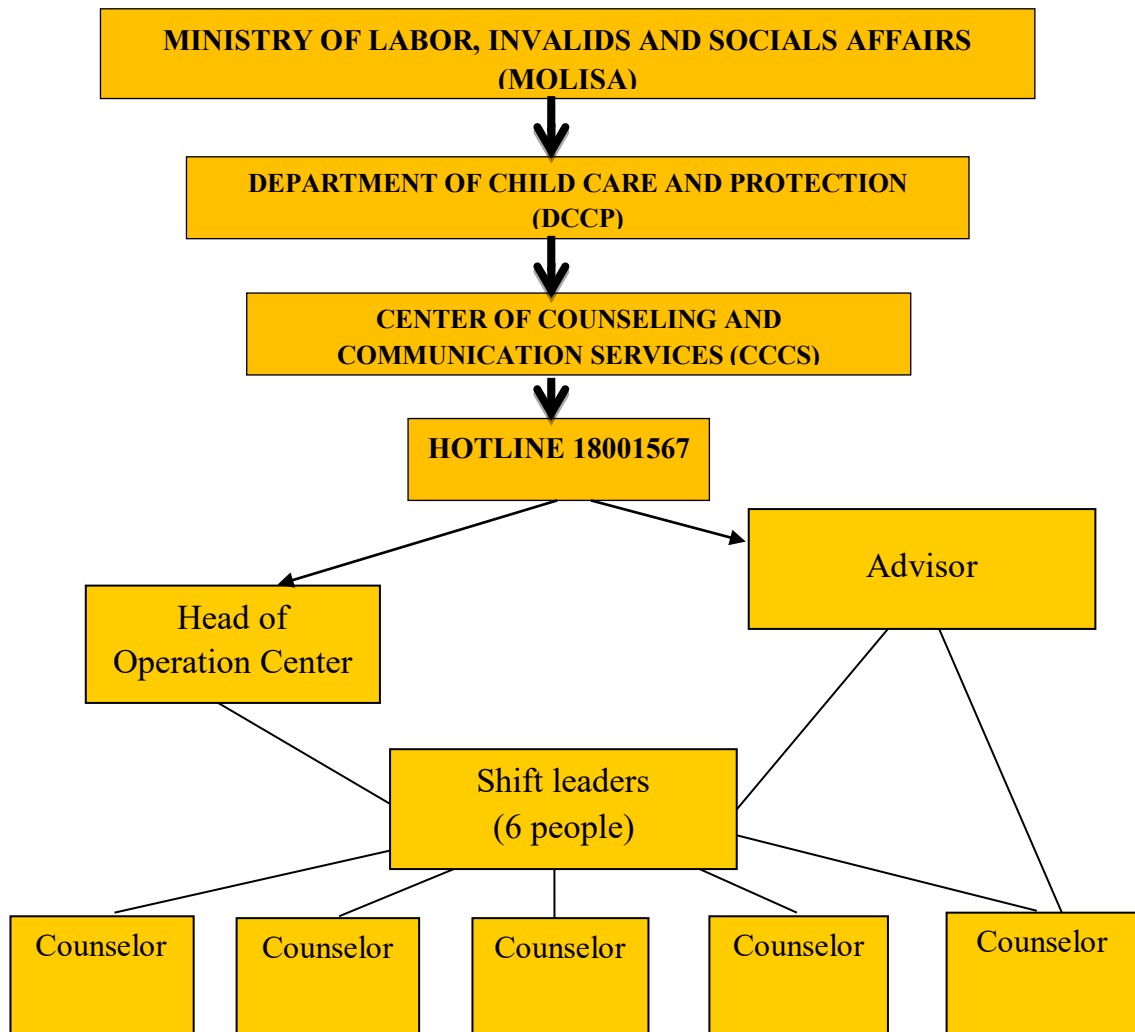 MINISTRY OF LABOR, INVALIDS AND SOCIALS AFFAIRS
(MOLISA)
DEPARTMENT OF CHILD CARE AND PROTECTION
(DCCP)
CENTER OF COUNSELING AND
COMMUNICATION SERVICES (CCCS)
HOTLINE 18001567
Advisor
Head of
Operation Center
Shift leaders
(6 people)
Counselor
Counselor
Counselor
Counselor
Counselor